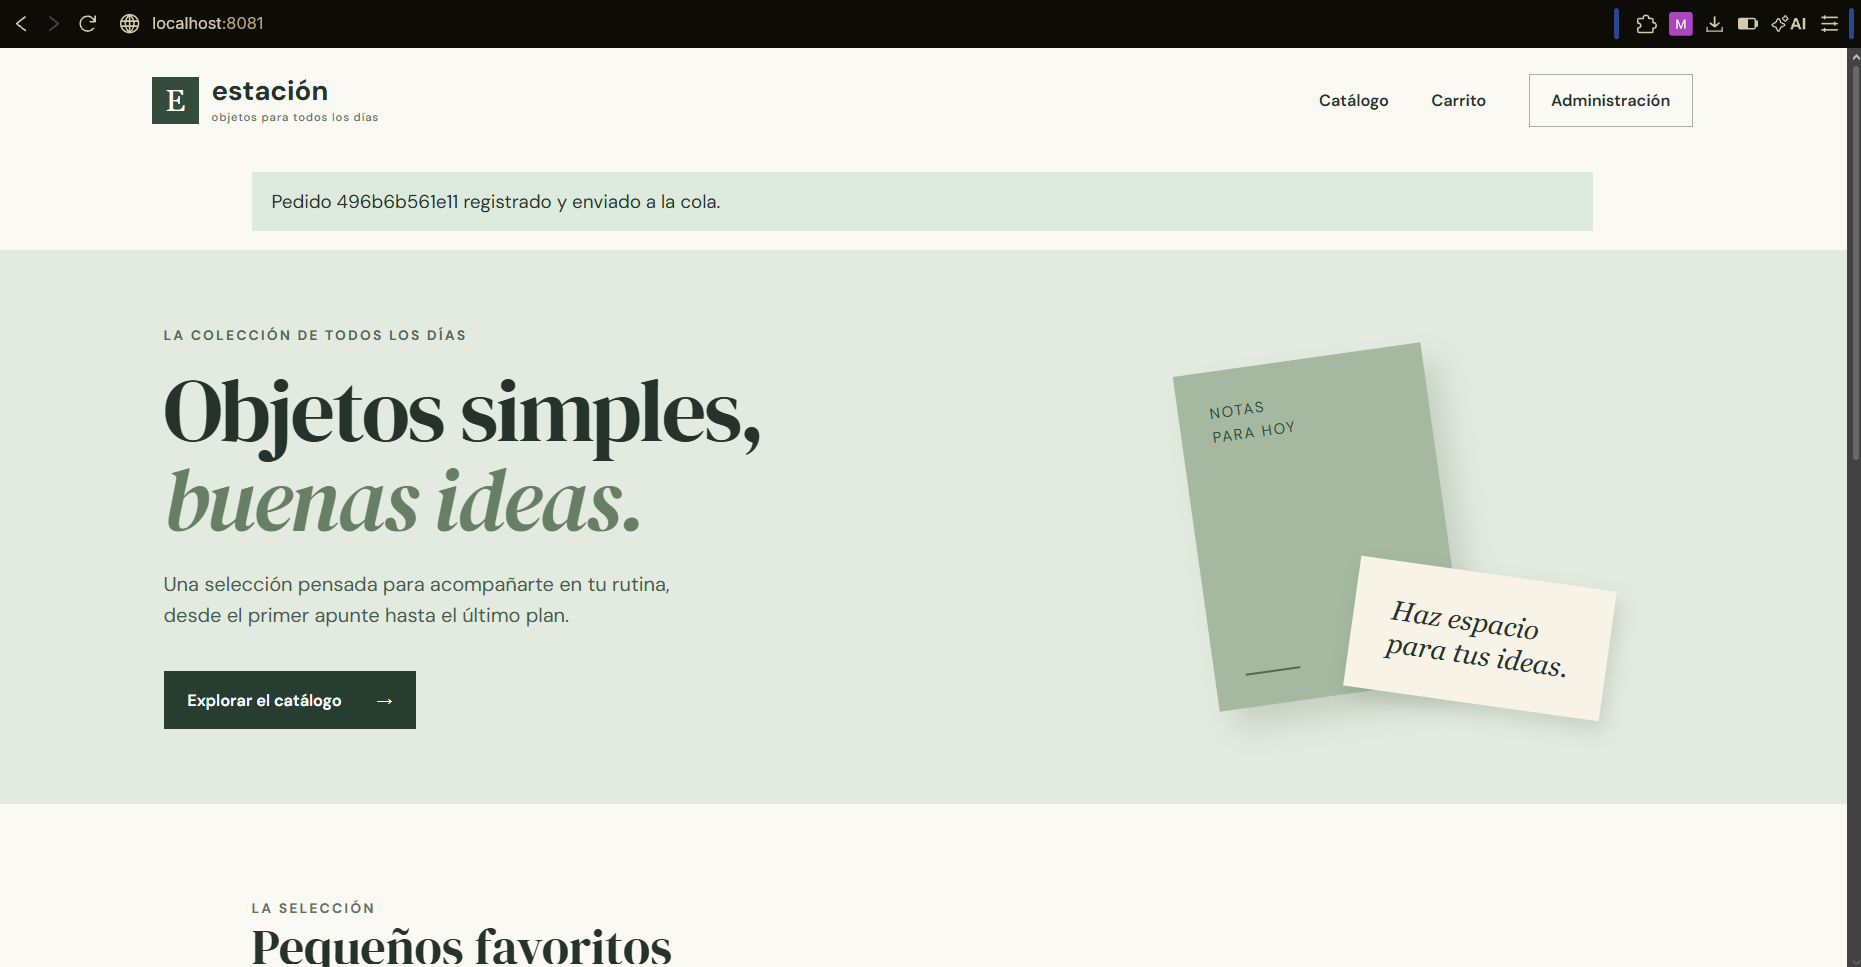 localhost:8081
M
AI
E
estación
objetos para todos los días
Catálogo
Carrito
Administración
Pedido 496b6b561e11 registrado y enviado a la cola.
LA COLECCIÓN DE TODOS LOS DÍAS
Objetos simples,
buenas ideas.
Una selección pensada para acompañarte en tu rutina,
desde el primer apunte hasta el último plan.
Explorar el catálogo →
NOTAS
PARA HOY
Haz espacio
para tus ideas.
LA SELECCIÓN
Pequeños favoritos